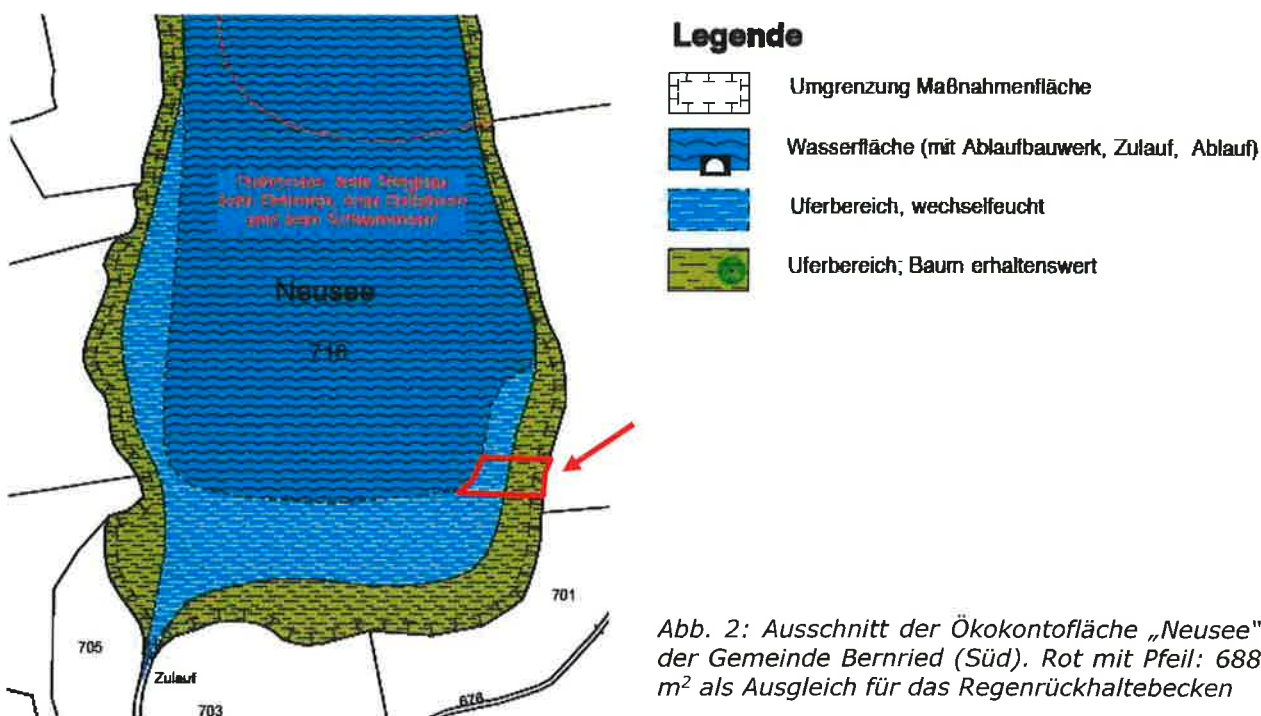 Legende
Umgrenzung Maßnahmenfläche
Wasserfläche (mit Ablaufbauwerk, Zulauf, Ablauf)
Uferbereich, wechselfeucht
Uferbereich; Baum erhaltenswert
Neusee
716
701
705
Zulauf
703
676
Abb. 2: Ausschnitt der Ökokontofläche „Neusee"
der Gemeinde Bernried (Süd). Rot mit Pfeil: 688
m² als Ausgleich für das Regenrückhaltebecken